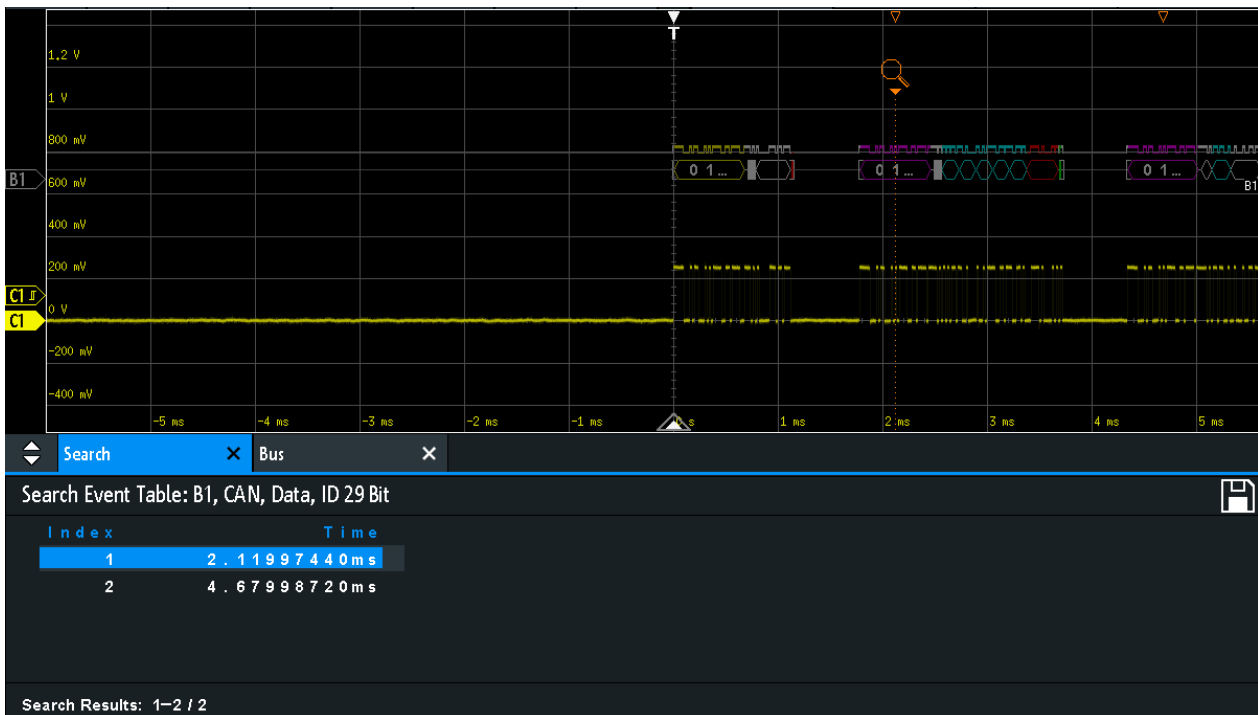 T
1.2 V
1 V
800 mV
B1
0 1... 0 1... 0 1...
600 mV
B1
400 mV
200 mV
C1
0 V
C1
-200 mV
-400 mV
-5 ms -4 ms -3 ms -2 ms -1 ms 0 s 1 ms 2 ms 3 ms 4 ms 5 ms
Search Bus
Search Event Table: B1, CAN, Data, ID 29 Bit
Index Time
1 2.11997440ms
2 4.67998720ms
Search Results: 1-2 / 2